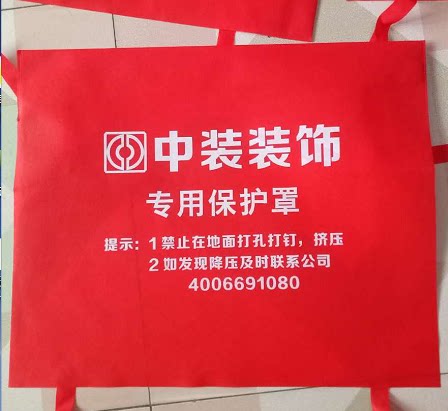 中装装饰
专用保护罩
提示：1禁止在地面打孔打钉，挤压
2如发现降压及时联系公司
4006691080